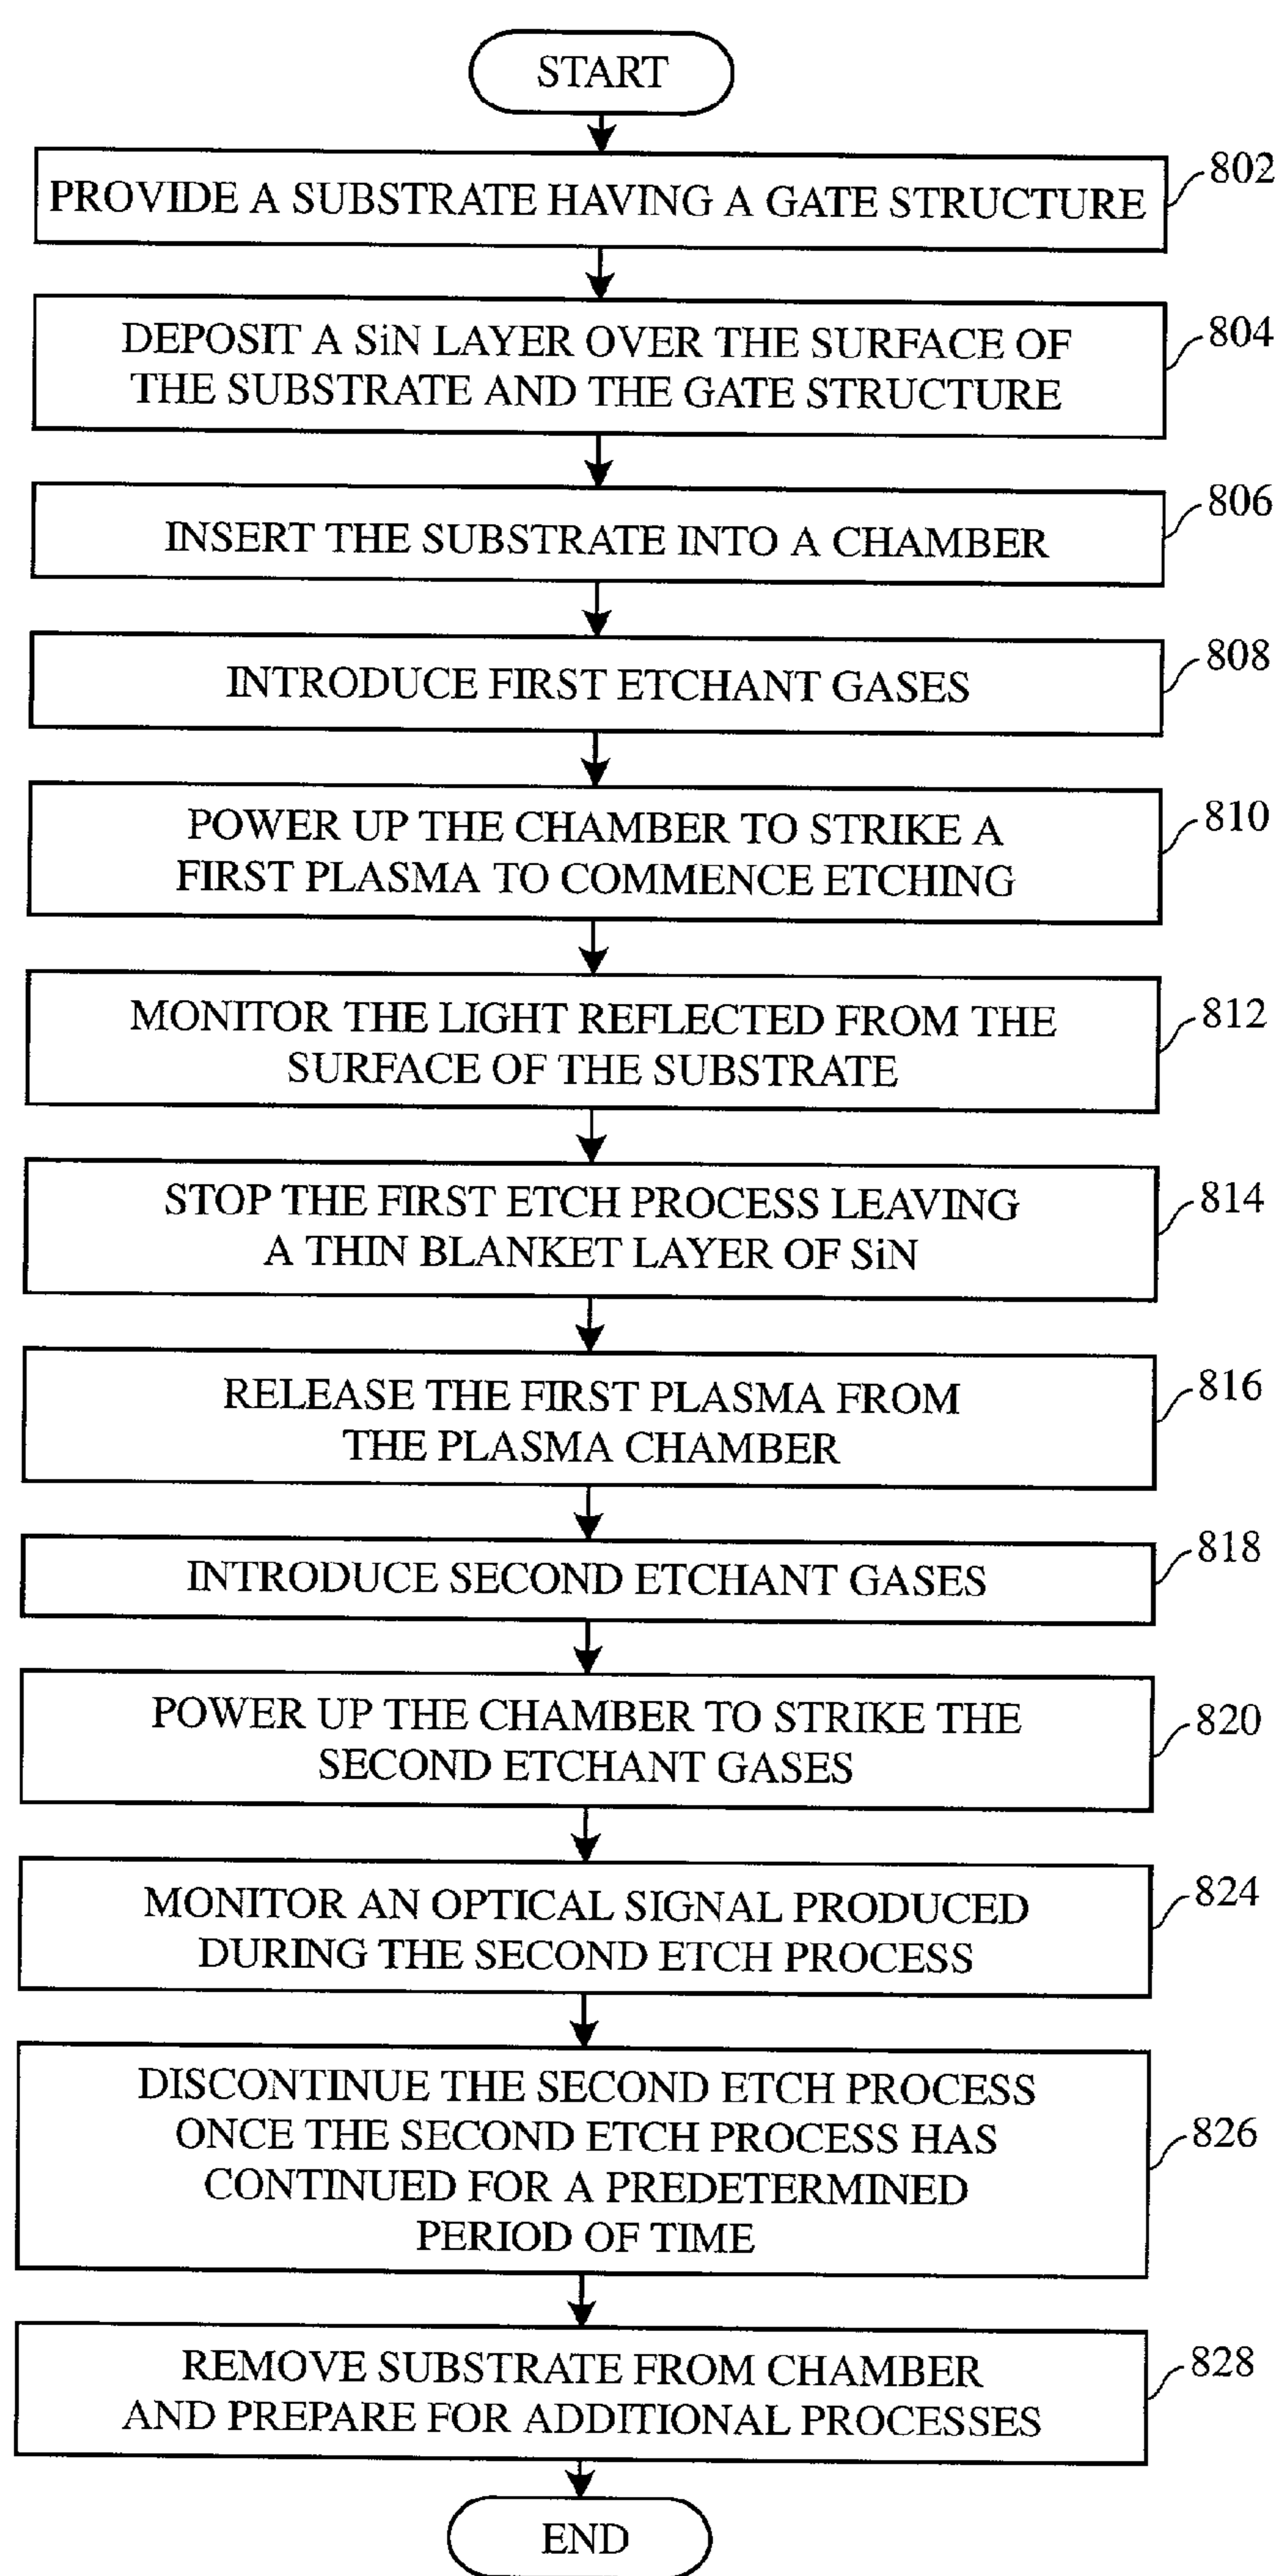 START
PROVIDE A SUBSTRATE HAVING A GATE STRUCTURE
802
DEPOSIT A SiN LAYER OVER THE SURFACE OF
THE SUBSTRATE AND THE GATE STRUCTURE
804
INSERT THE SUBSTRATE INTO A CHAMBER
806
INTRODUCE FIRST ETCHANT GASES
808
POWER UP THE CHAMBER TO STRIKE A
FIRST PLASMA TO COMMENCE ETCHING
810
MONITOR THE LIGHT REFLECTED FROM THE
SURFACE OF THE SUBSTRATE
812
STOP THE FIRST ETCH PROCESS LEAVING
A THIN BLANKET LAYER OF SiN
814
RELEASE THE FIRST PLASMA FROM
THE PLASMA CHAMBER
816
INTRODUCE SECOND ETCHANT GASES
818
POWER UP THE CHAMBER TO STRIKE THE
SECOND ETCHANT GASES
820
MONITOR AN OPTICAL SIGNAL PRODUCED
DURING THE SECOND ETCH PROCESS
824
DISCONTINUE THE SECOND ETCH PROCESS
ONCE THE SECOND ETCH PROCESS HAS
CONTINUED FOR A PREDETERMINED
PERIOD OF TIME
826
REMOVE SUBSTRATE FROM CHAMBER
AND PREPARE FOR ADDITIONAL PROCESSES
828
END